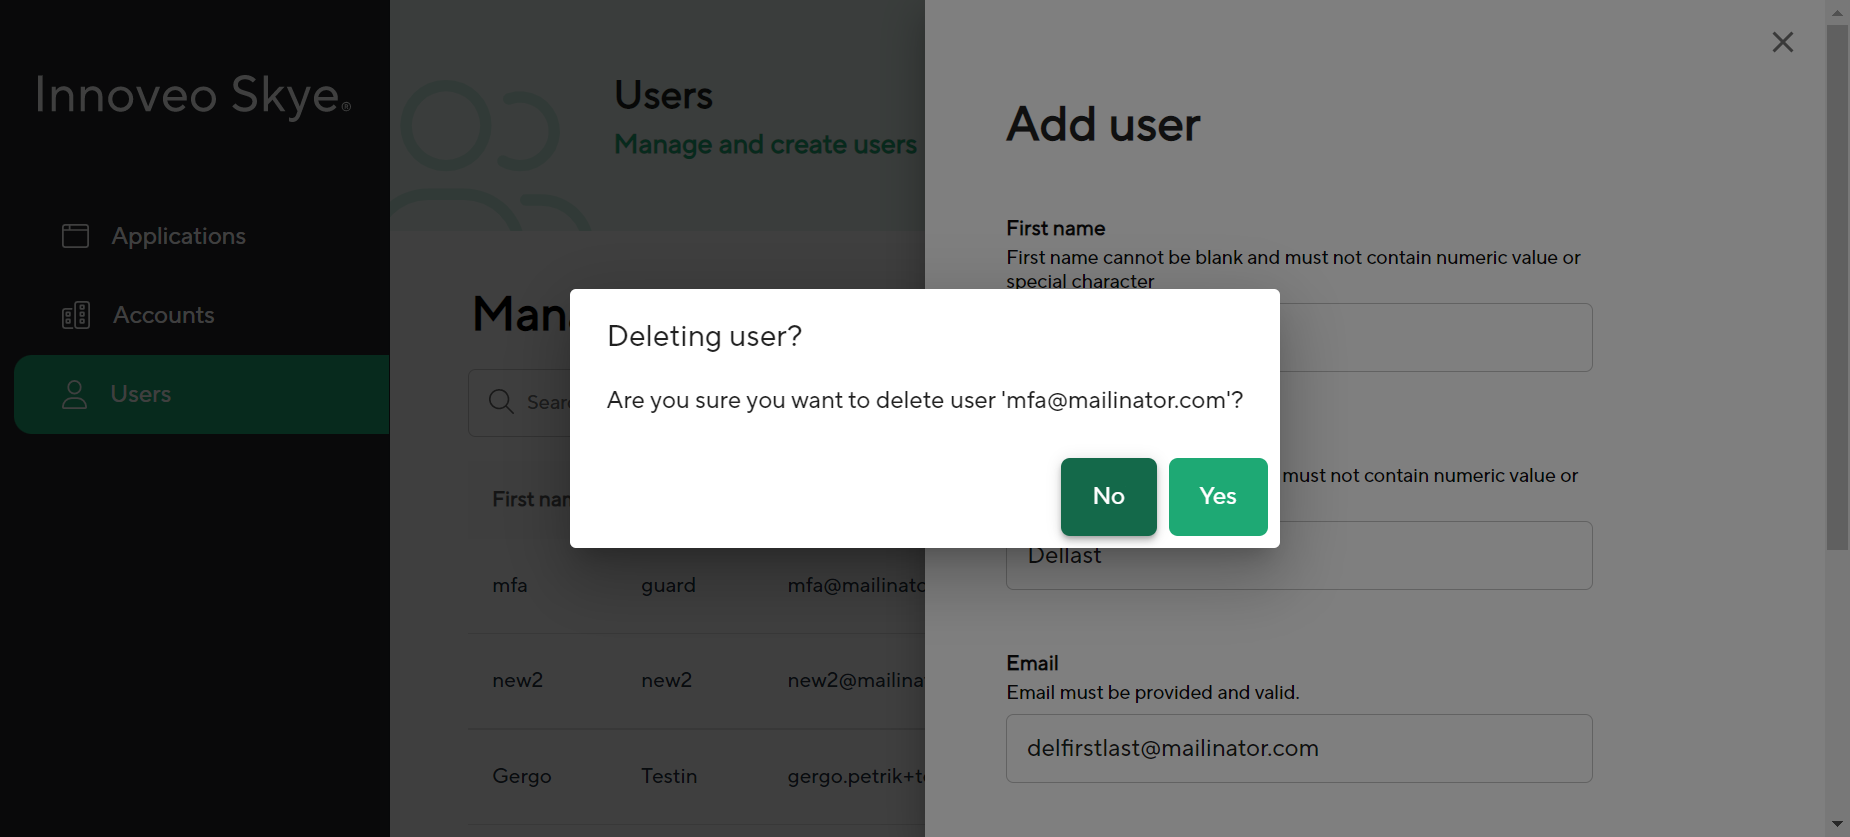 Innoveo Skye®
Applications
Accounts
Users
Users
Manage and create users
Man
Sear
First nam
mfa guard mfa@mailinato
new2 new2 new2@mailina
Gergo Testin gergo.petrik+t
Add user
First name
First name cannot be blank and must not contain numeric value or
special character
must not contain numeric value or
Dellast
Email
Email must be provided and valid.
delfirstlast@mailinator.com
Deleting user?
Are you sure you want to delete user 'mfa@mailinator.com'?
No
Yes